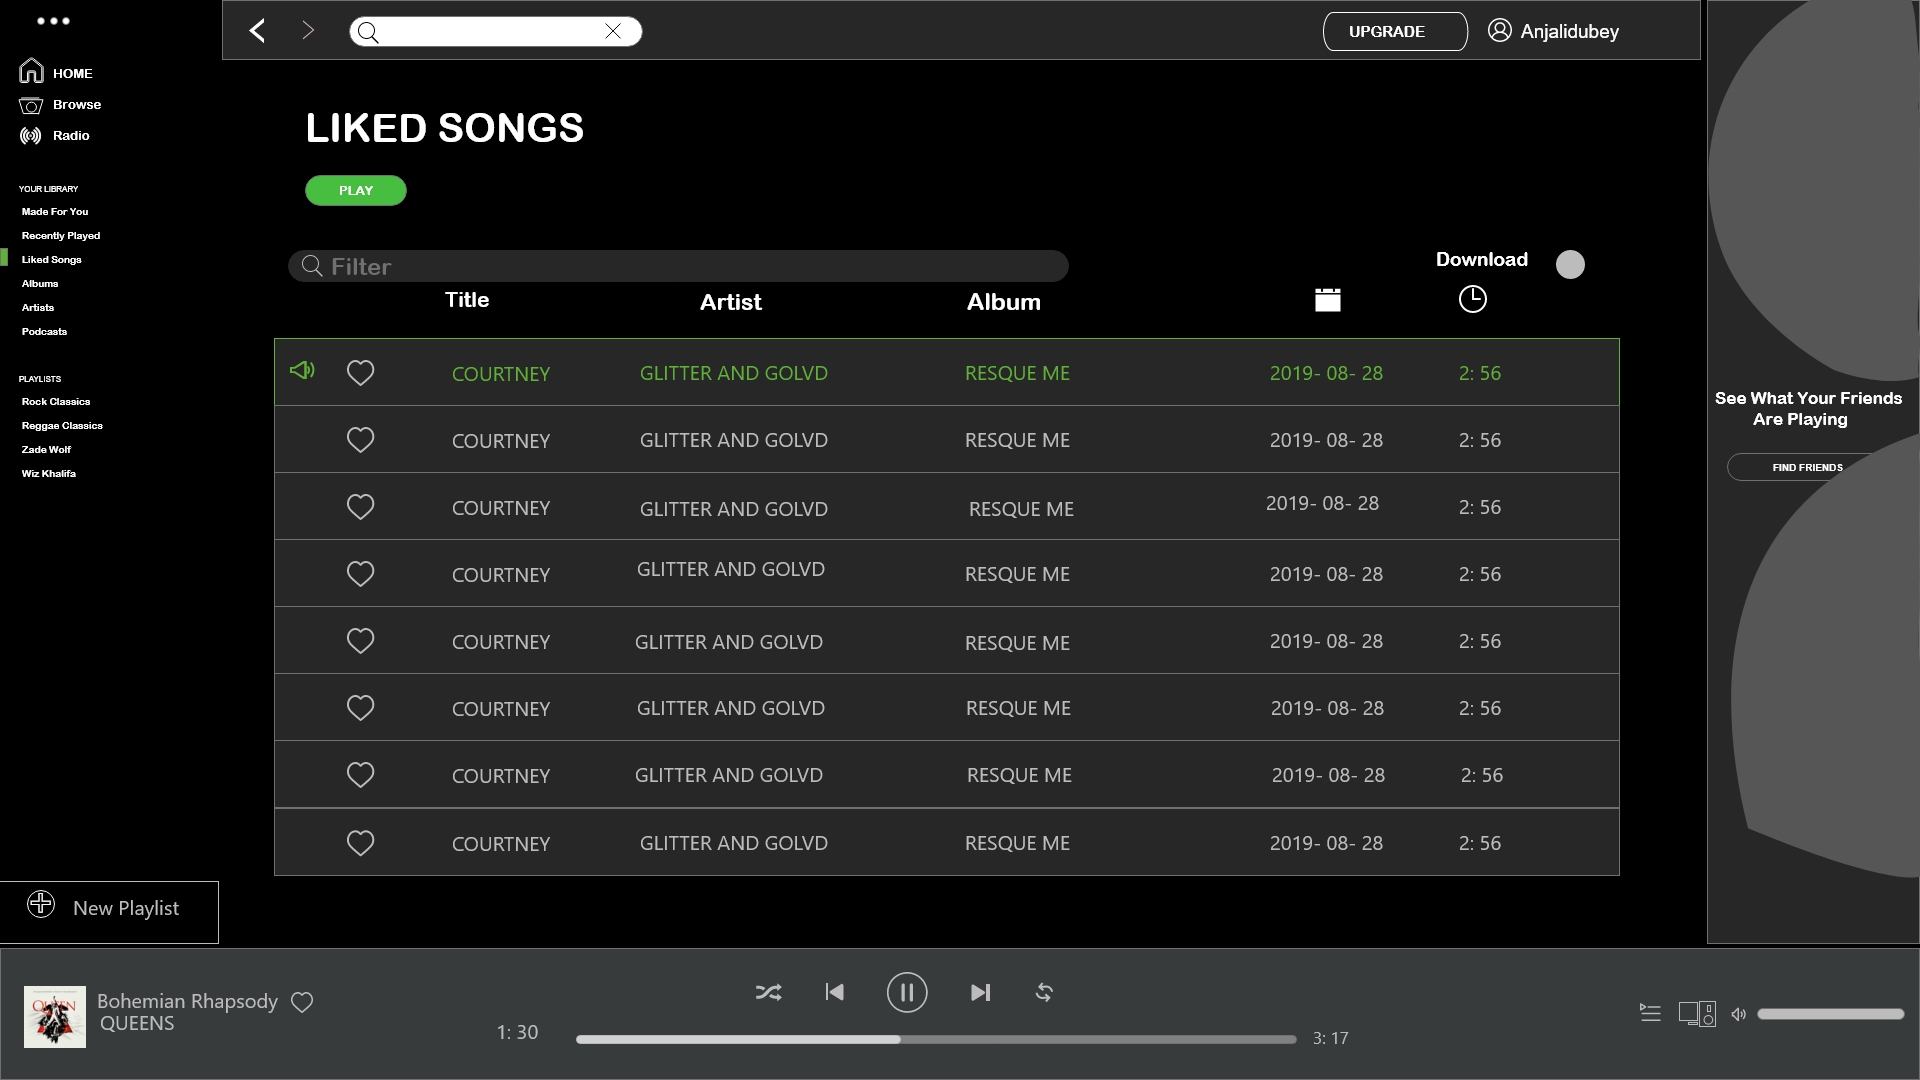 UPGRADE
Anjalidubey
HOME
Browse
Radio
YOUR LIBRARY
Made For You
Recently Played
Liked Songs
Albums
Artists
Podcasts
PLAYLISTS
Rock Classics
Reggae Classics
Zade Wolf
Wiz Khalifa
New Playlist
LIKED SONGS
PLAY
Filter
Download
Title Artist Album
COURTNEY GLITTER AND GOLVD RESQUE ME 2019- 08- 28 2: 56
COURTNEY GLITTER AND GOLVD RESQUE ME 2019- 08- 28 2: 56
COURTNEY GLITTER AND GOLVD RESQUE ME 2019- 08- 28 2: 56
COURTNEY GLITTER AND GOLVD RESQUE ME 2019- 08- 28 2: 56
COURTNEY GLITTER AND GOLVD RESQUE ME 2019- 08- 28 2: 56
COURTNEY GLITTER AND GOLVD RESQUE ME 2019- 08- 28 2: 56
COURTNEY GLITTER AND GOLVD RESQUE ME 2019- 08- 28 2: 56
COURTNEY GLITTER AND GOLVD RESQUE ME 2019- 08- 28 2: 56
See What Your Friends
Are Playing
FIND FRIENDS
QUEEN
Bohemian Rhapsody
QUEENS
1: 30
3: 17